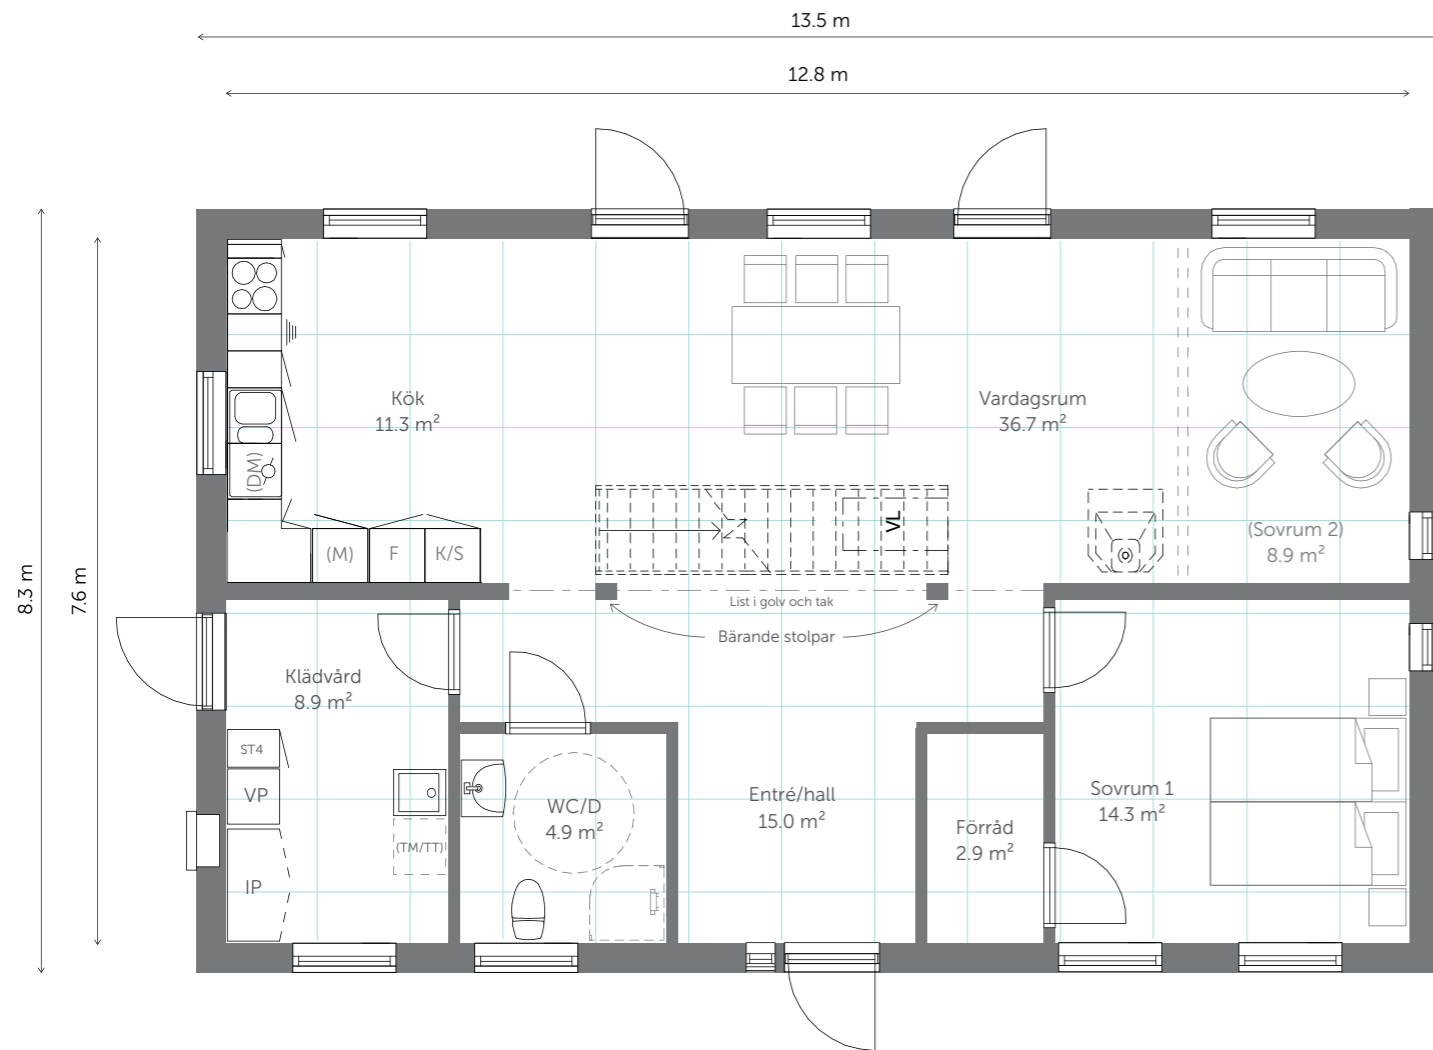 13.5 m
12.8 m
8.3 m
7.6 m
Kök
11.3 m²
Vardagsrum
36.7 m²
(DM)
(M)
F
K/S
VL
(Sovrum 2)
8.9 m²
List i golv och tak
Bärande stolpar
Klädvård
8.9 m²
ST4
VP
IP
(TM/TT)
WC/D
4.9 m²
Entré/hall
15.0 m²
Förråd
2.9 m²
Sovrum 1
14.3 m²